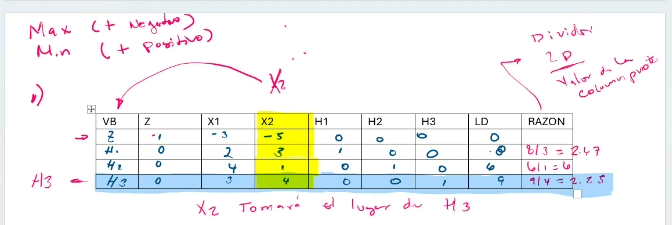 Max (+ Negativo)
Min (+ Positivo)
Dividir
LD
Valor de la
column. pivote
X2
1)
VB Z X1 X2 H1 H2 H3 LD RAZON
Z -1 -3 -5 0 0 0 0
H1 0 2 3 1 0 0 8 8/3 = 2.67
H2 0 4 1 0 1 0 6 6/1 = 6
H3 H3 0 3 4 0 0 1 9 9/4 = 2.25
X2 Tomará el lugar de H3